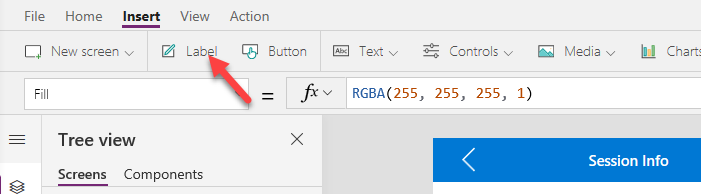 File Home Insert View Action
New screen Label Button Text Controls Media Charts
Fill = fx RGBA(255, 255, 255, 1)
Tree view
Session Info
Screens Components